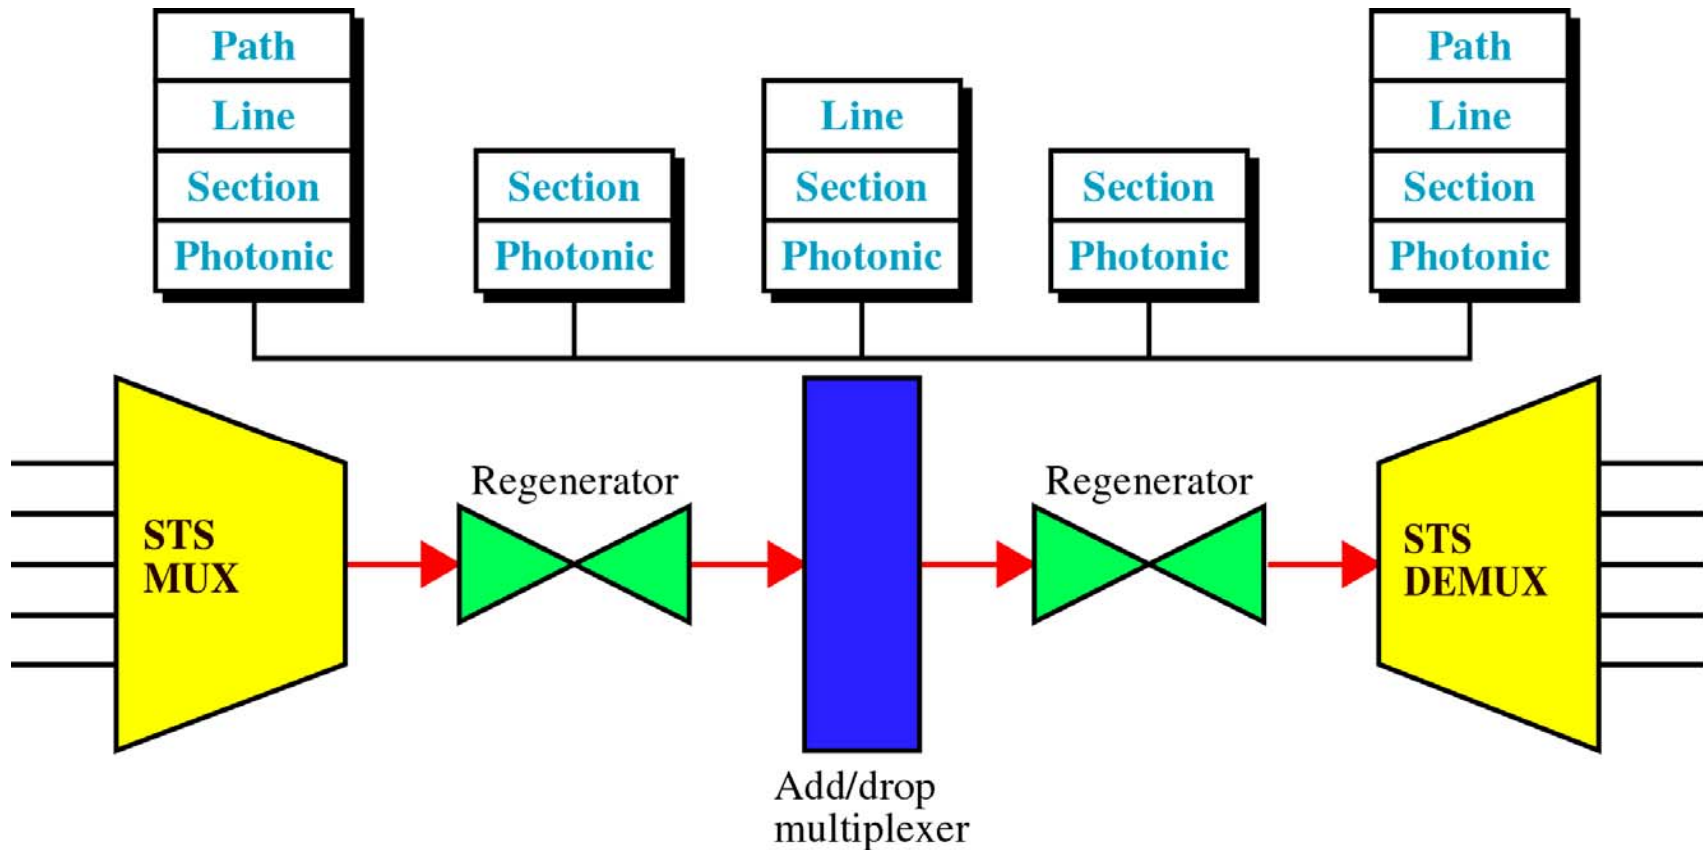 Path
Line
Section
Photonic
Section
Photonic
Line
Section
Photonic
Section
Photonic
Path
Line
Section
Photonic
STS
MUX
Regenerator
Add/drop
multiplexer
Regenerator
STS
DEMUX